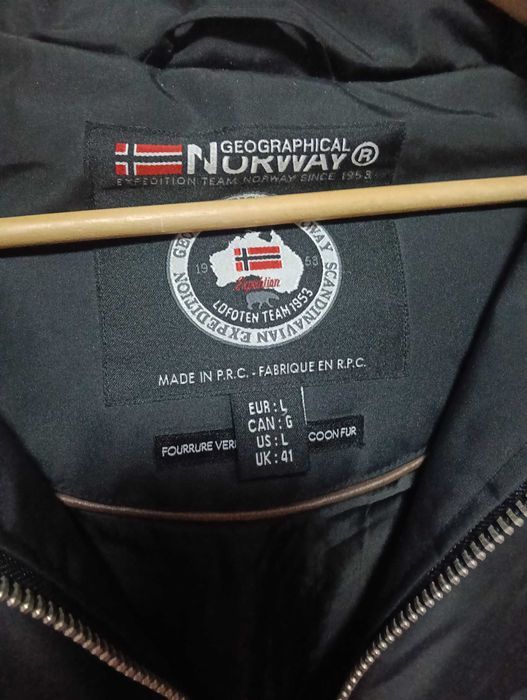 GEOGRAPHICAL
NORWAY®
EXPEDITION TEAM NORWAY SINCE 1953
SCANDINAVIAN EXPEDITION
19 53
Expedition
LOFOTEN TEAM 1953
MADE IN P.R.C. - FABRIQUE EN R.P.C.
EUR : L
CAN : G
US : L
UK : 41
FOURRURE COON FUR